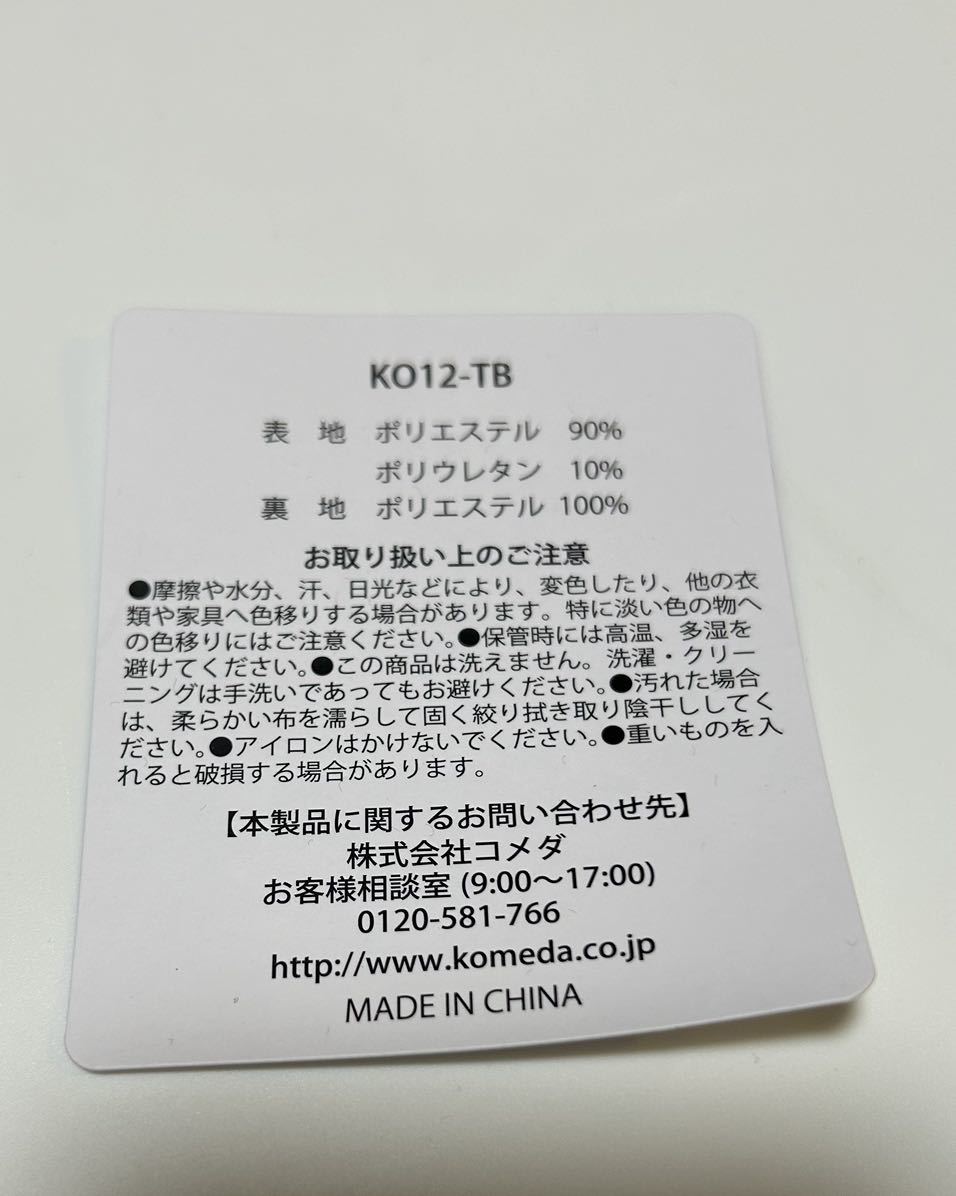 KO12-TB
表　地　ポリエステル　90%
ポリウレタン　10%
裏　地　ポリエステル 100%
お取り扱い上のご注意
●摩擦や水分、汗、日光などにより、変色したり、他の衣
類や家具へ色移りする場合があります。特に淡い色の物へ
の色移りにはご注意ください。●保管時には高温、多湿を
避けてください。●この商品は洗えません。洗濯・クリー
ニングは手洗いであってもお避けください。●汚れた場合
は、柔らかい布を濡らして固く絞り拭き取り陰干ししてく
ださい。●アイロンはかけないでください。●重いものを入
れると破損する場合があります。
【本製品に関するお問い合わせ先】
株式会社コメダ
お客様相談室 (9:00〜17:00)
0120-581-766
http://www.komeda.co.jp
MADE IN CHINA